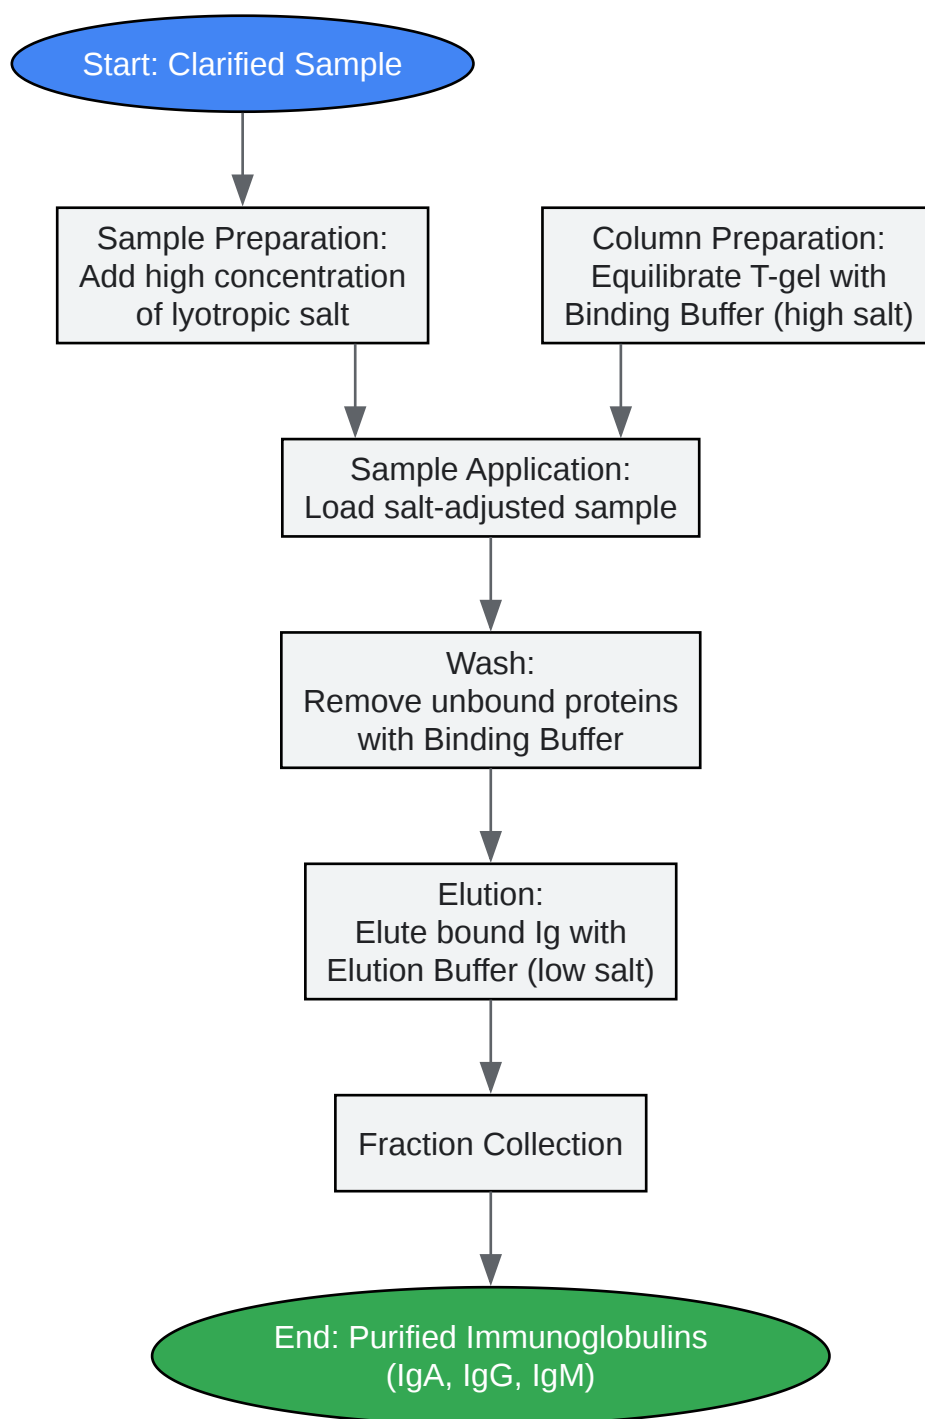 Start: Clarified Sample
Sample Preparation:
Add high concentration
of lyotropic salt
Column Preparation:
Equilibrate T-gel with
Binding Buffer (high salt)
Sample Application:
Load salt-adjusted sample
Wash:
Remove unbound proteins
with Binding Buffer
Elution:
Elute bound Ig with
Elution Buffer (low salt)
Fraction Collection
End: Purified Immunoglobulins
(IgA, IgG, IgM)